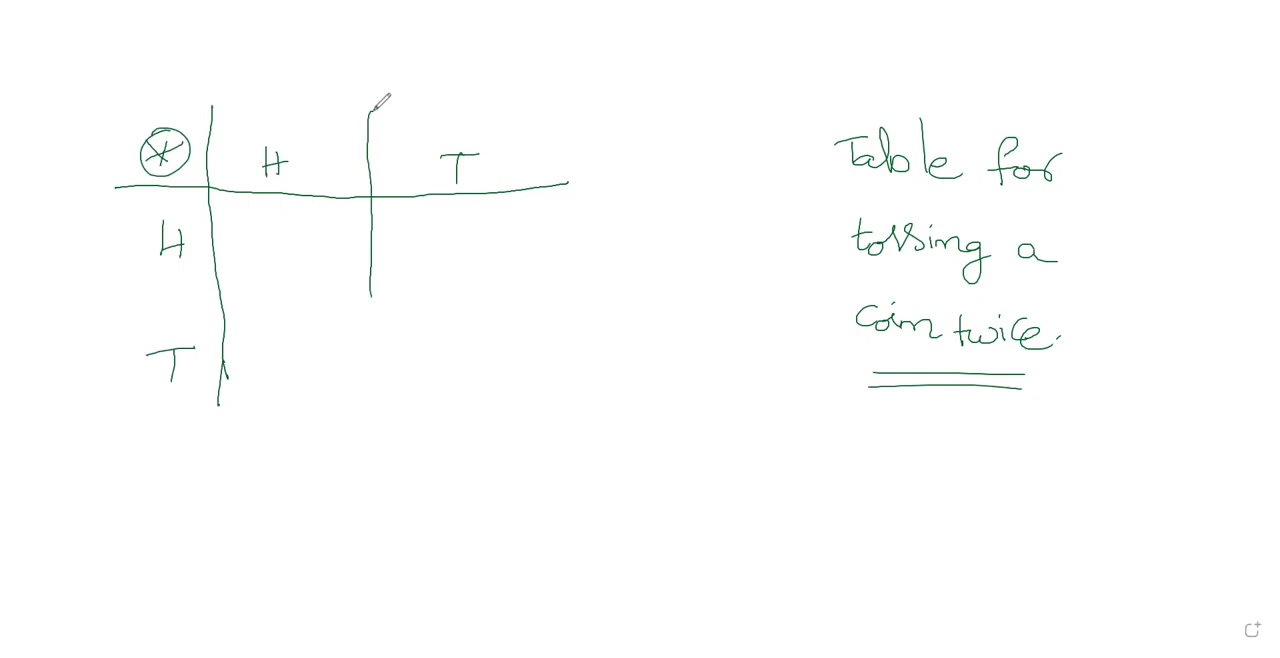 * H T
H
T
Table for
tossing a
coin twice.